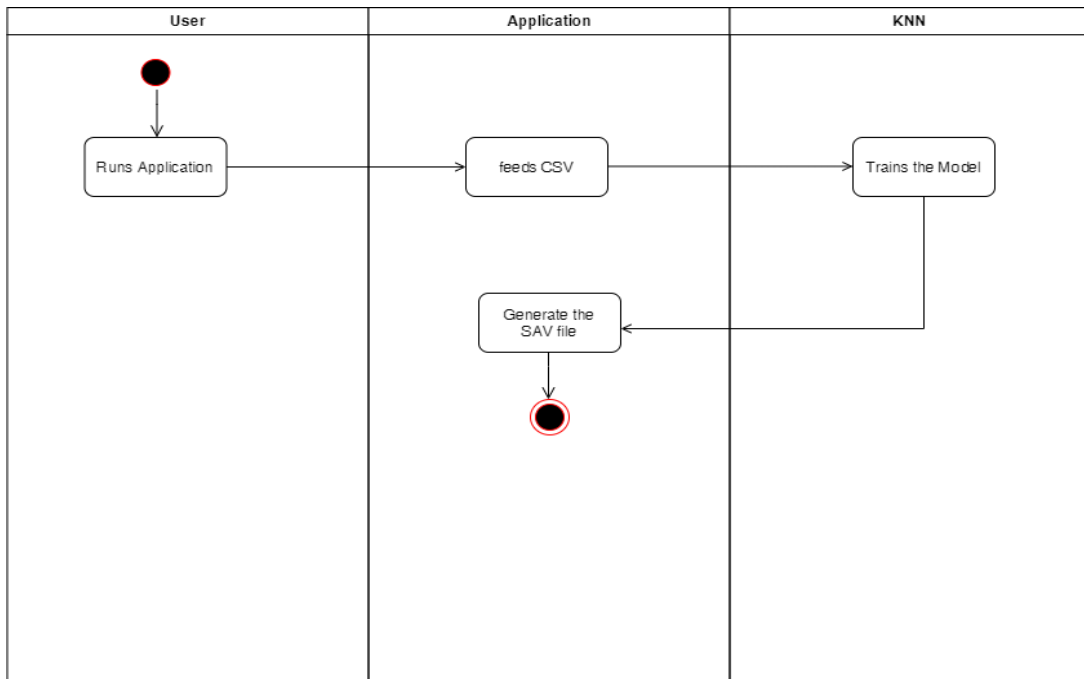 User
Application
KNN
Runs Application
feeds CSV
Trains the Model
Generate the
SAV file